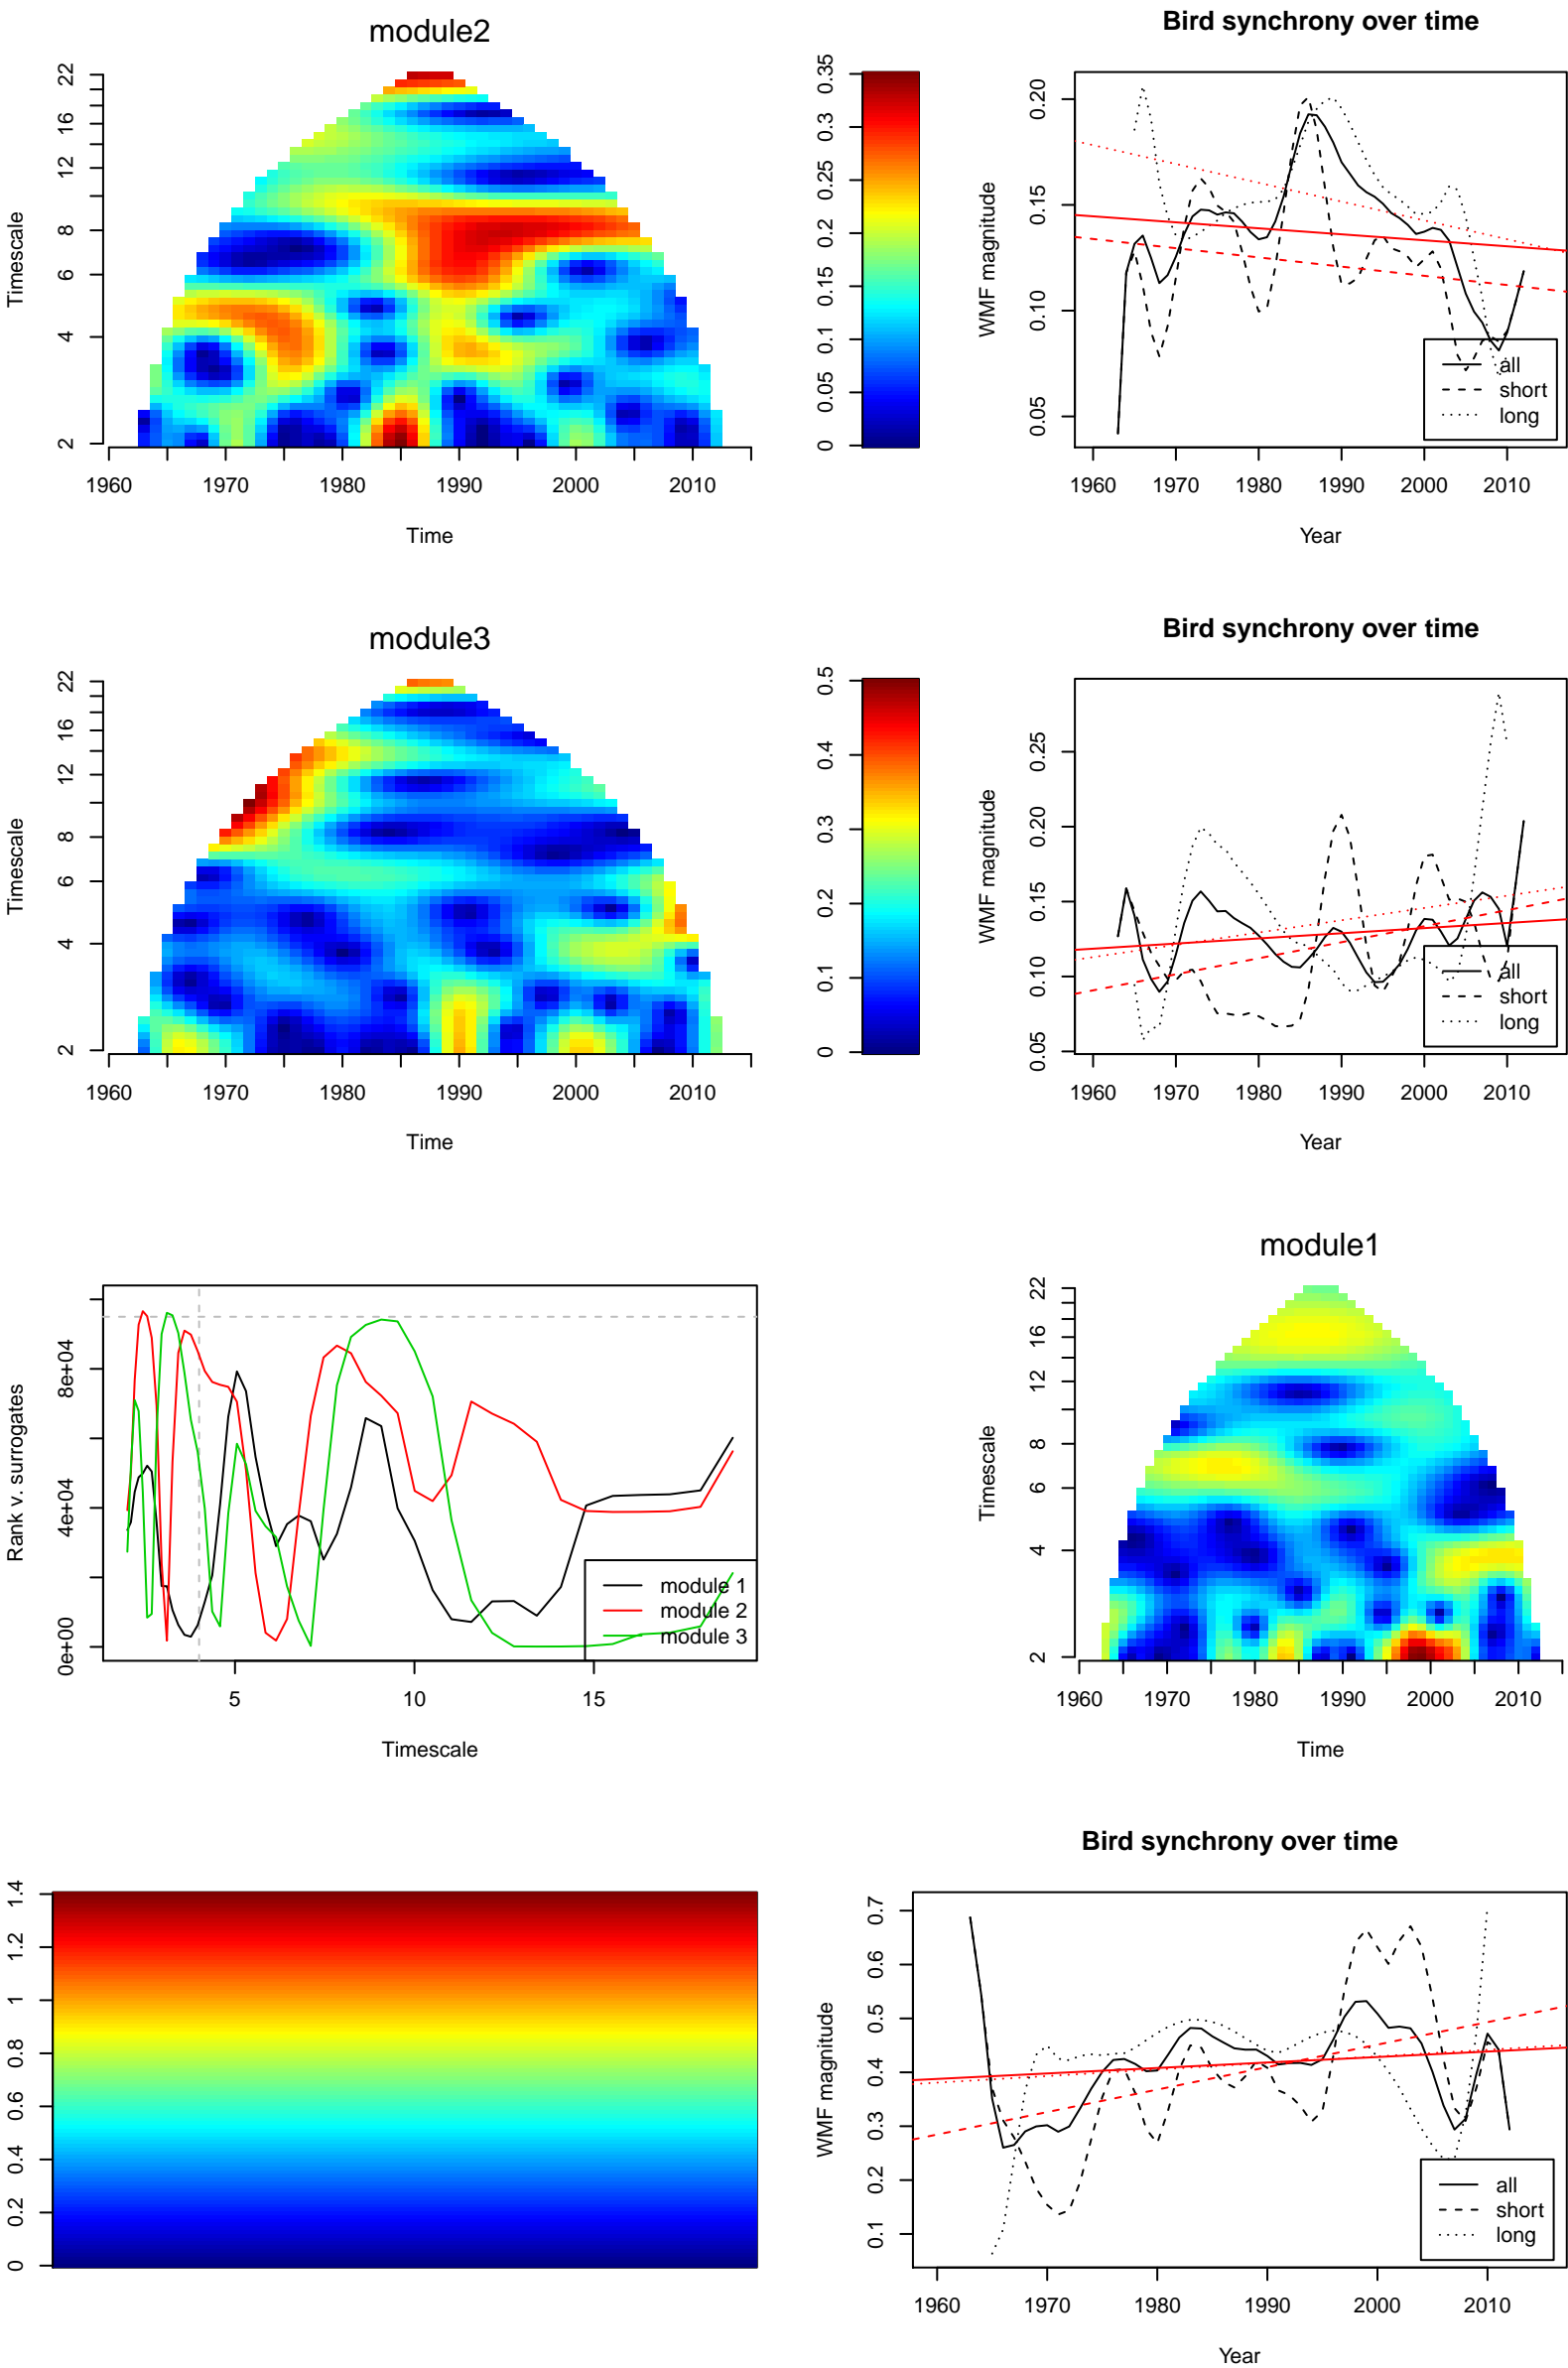 module2
22
16
12
8
6
4
2
Timescale
1960 1970 1980 1990 2000 2010
Time
0.35
0.3
0.25
0.2
0.15
0.1
0.05
0
Bird synchrony over time
0.20
0.15
0.10
0.05
WMF magnitude
all
short
long
1960 1970 1980 1990 2000 2010
Year
module3
22
16
12
8
6
4
2
Timescale
1960 1970 1980 1990 2000 2010
Time
0.5
0.4
0.3
0.2
0.1
0
Bird synchrony over time
0.25
0.20
0.15
0.10
0.05
WMF magnitude
all
short
long
1960 1970 1980 1990 2000 2010
Year
8e+04
4e+04
0e+00
Rank v. surrogates
module 1
module 2
module 3
5 10 15
Timescale
module1
22
16
12
8
6
4
2
Timescale
1960 1970 1980 1990 2000 2010
Time
1.4
1.2
1
0.8
0.6
0.4
0.2
0
Bird synchrony over time
0.7
0.6
0.5
0.4
0.3
0.2
0.1
WMF magnitude
all
short
long
1960 1970 1980 1990 2000 2010
Year